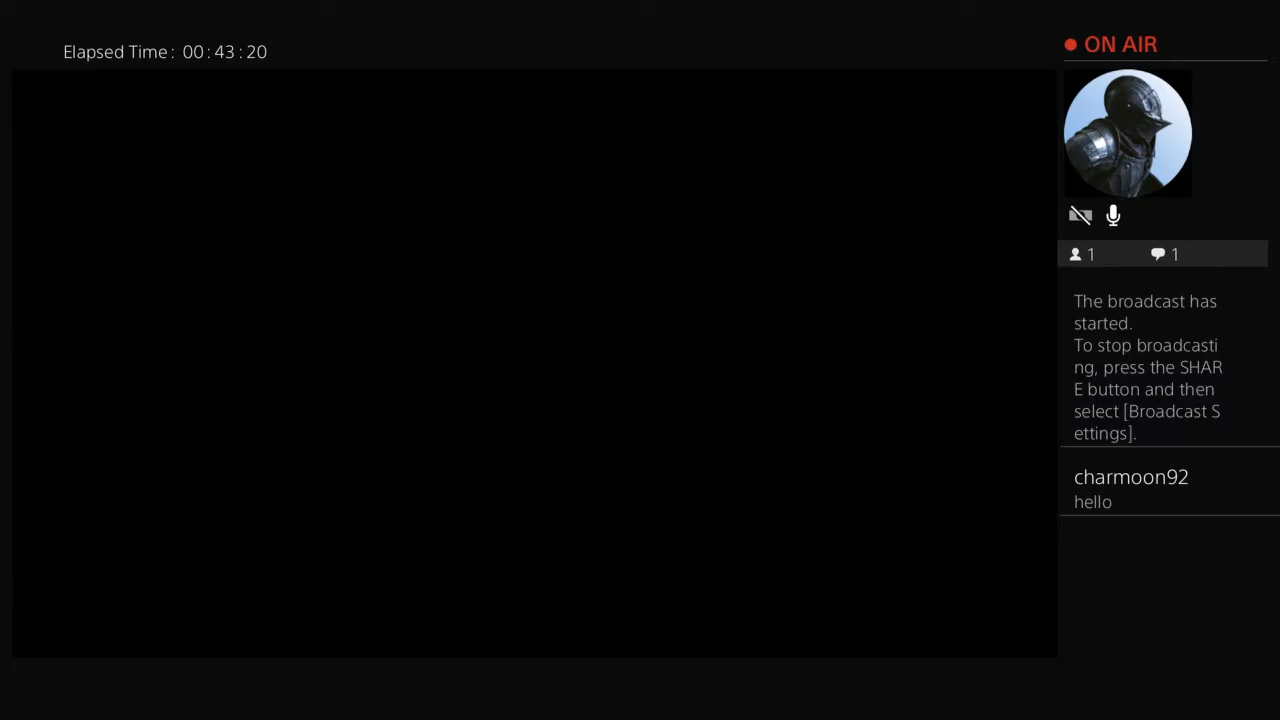 Elapsed Time: 00:43:20
ON AIR
1 1
The broadcast has
started.
To stop broadcasti
ng, press the SHAR
E button and then
select [Broadcast S
ettings].
charmoon92
hello